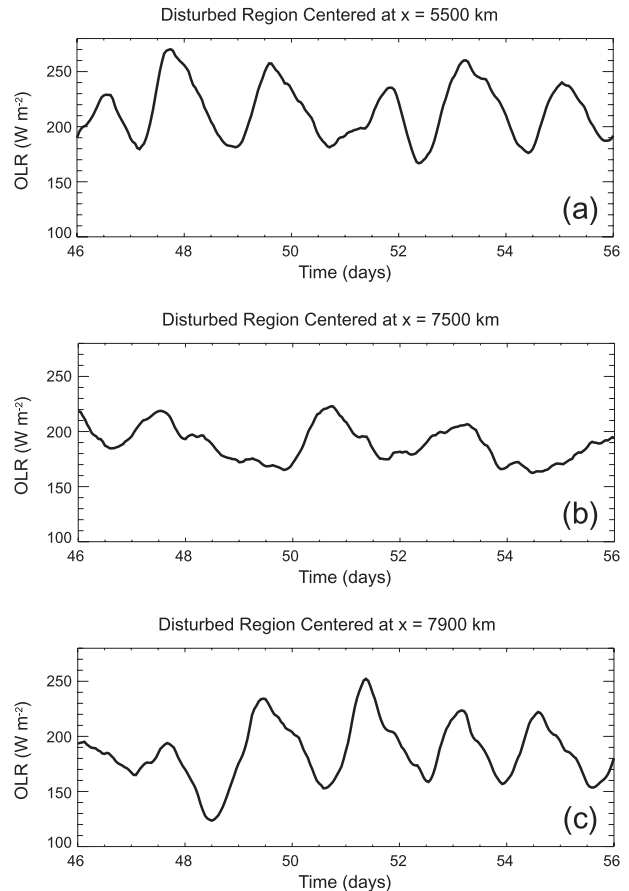 Disturbed Region Centered at x = 5500 km
OLR (W m-2)
250
200
150
100
(a)
46 48 50 52 54 56
Time (days)
Disturbed Region Centered at x = 7500 km
OLR (W m-2)
250
200
150
100
(b)
46 48 50 52 54 56
Time (days)
Disturbed Region Centered at x = 7900 km
OLR (W m-2)
250
200
150
100
(c)
46 48 50 52 54 56
Time (days)